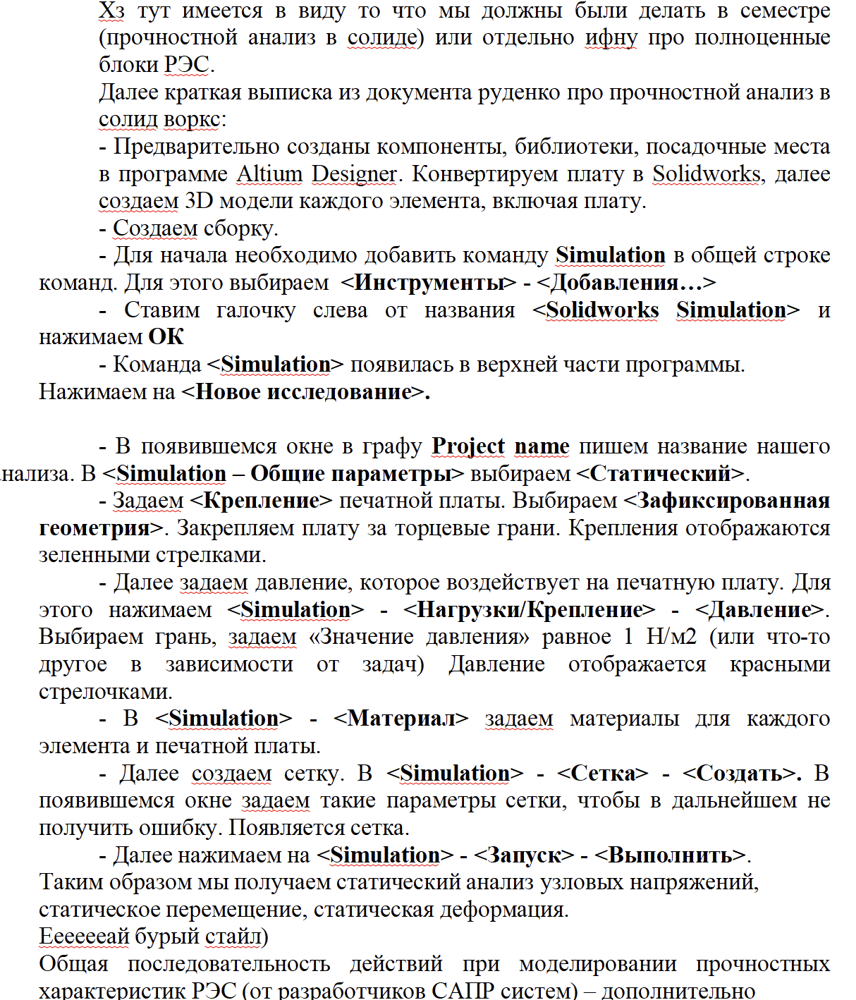 Хз тут имеется в виду то что мы должны были делать в семестре
(прочностной анализ в солиде) или отдельно ифну про полноценные
блоки РЭС.
Далее краткая выписка из документа руденко про прочностной анализ в
солид воркс:
- Предварительно созданы компоненты, библиотеки, посадочные места
в программе Altium Designer. Конвертируем плату в Solidworks, далее
создаем 3D модели каждого элемента, включая плату.
- Создаем сборку.
- Для начала необходимо добавить команду Simulation в общей строке
команд. Для этого выбираем <Инструменты> - <Добавления…>
- Ставим галочку слева от названия <Solidworks Simulation> и
нажимаем ОК
- Команда <Simulation> появилась в верхней части программы.
Нажимаем на <Новое исследование>.
- В появившемся окне в графу Project name пишем название нашего
нализа. В <Simulation – Общие параметры> выбираем <Статический>.
- Задаем <Крепление> печатной платы. Выбираем <Зафиксированная
геометрия>. Закрепляем плату за торцевые грани. Крепления отображаются
зеленными стрелками.
- Далее задаем давление, которое воздействует на печатную плату. Для
этого нажимаем <Simulation> - <Нагрузки/Крепление> - <Давление>.
Выбираем грань, задаем «Значение давления» равное 1 Н/м2 (или что-то
другое в зависимости от задач) Давление отображается красными
стрелочками.
- В <Simulation> - <Материал> задаем материалы для каждого
элемента и печатной платы.
- Далее создаем сетку. В <Simulation> - <Сетка> - <Создать>. В
появившемся окне задаем такие параметры сетки, чтобы в дальнейшем не
получить ошибку. Появляется сетка.
- Далее нажимаем на <Simulation> - <Запуск> - <Выполнить>.
Таким образом мы получаем статический анализ узловых напряжений,
статическое перемещение, статическая деформация.
Еееееееай бурый стайл)
Общая последовательность действий при моделировании прочностных
характеристик РЭС (от разработчиков САПР систем) – дополнительно